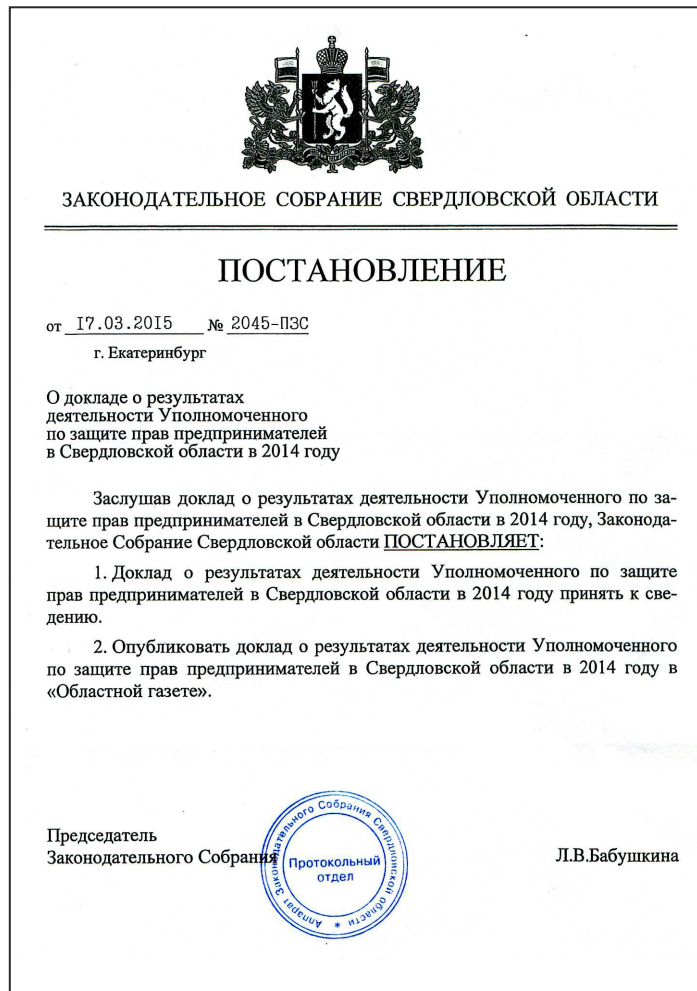 ЗАКОНОДАТЕЛЬНОЕ СОБРАНИЕ СВЕРДЛОВСКОЙ ОБЛАСТИ
ПОСТАНОВЛЕНИЕ
от 17.03.2015 № 2045-ПЗС
г. Екатеринбург
О докладе о результатах
деятельности Уполномоченного
по защите прав предпринимателей
в Свердловской области в 2014 году
Заслушав доклад о результатах деятельности Уполномоченного по за-
щите прав предпринимателей в Свердловской области в 2014 году, Законода-
тельное Собрание Свердловской области ПОСТАНОВЛЯЕТ:
1. Доклад о результатах деятельности Уполномоченного по защите
прав предпринимателей в Свердловской области в 2014 году принять к све-
дению.
2. Опубликовать доклад о результатах деятельности Уполномоченного
по защите прав предпринимателей в Свердловской области в 2014 году в
«Областной газете».
Председатель
Законодательного Собрания
Л.В.Бабушкина
Аппарат Законодательного Собрания Свердловской области *
Протокольный
отдел